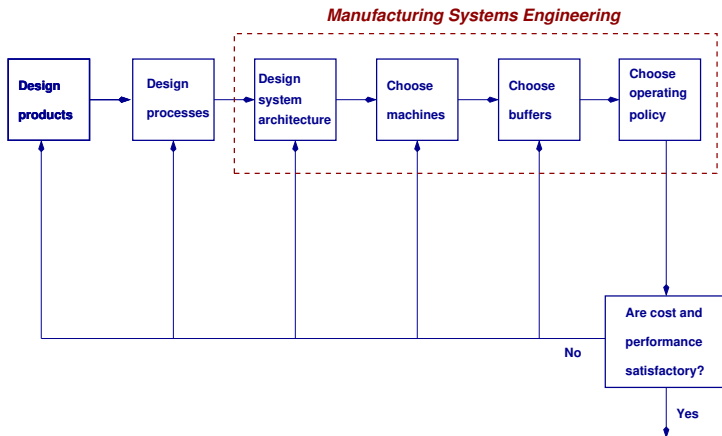 Manufacturing Systems Engineering
Design
products
Design
processes
Design
system
architecture
Choose
machines
Choose
buffers
Choose
operating
policy
Are cost and
performance
satisfactory?
No
Yes